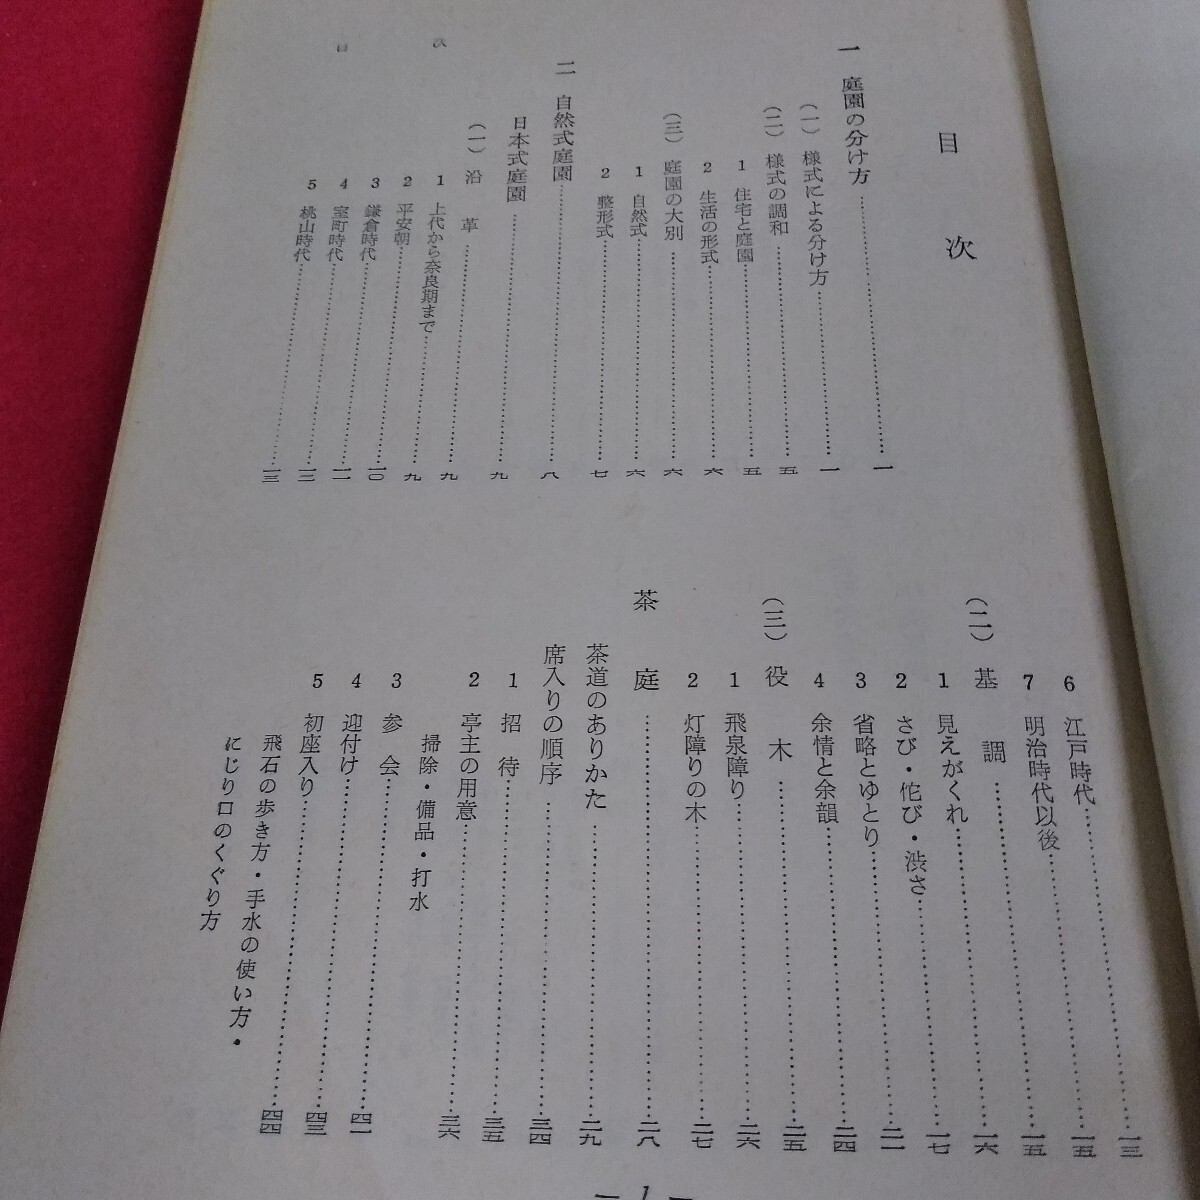 目次
一 庭園の分け方……一
(一) 様式による分け方……一
(二) 様式の調和……五
1 住宅と庭園……五
2 生活の形式……六
(三) 庭園の大別……六
1 自然式……六
2 整形式……七
二 自然式庭園……八
日本式庭園……九
(一) 沿革……九
1 上代から奈良期まで……九
2 平安朝……一〇
3 鎌倉時代……一一
4 室町時代……一三
5 桃山時代……一三
6 江戸時代……一三
7 明治時代以後……一五
(二) 基調……一五
1 見えがくれ……一六
2 さび・侘び・渋さ……一七
3 省略とゆとり……二一
4 余情と余韻……二四
(三) 役木……二五
1 飛泉障り……二六
2 灯障りの木……二七
茶庭……二八
茶道のありかた……二九
席入りの順序……三四
1 招待……三五
2 亭主の用意……三六
掃除・備品・打水
3 参会……四一
4 迎付け……四三
5 初座入り……四四
飛石の歩き方・手水の使い方・
にじり口のくぐり方
目次
— 1 —